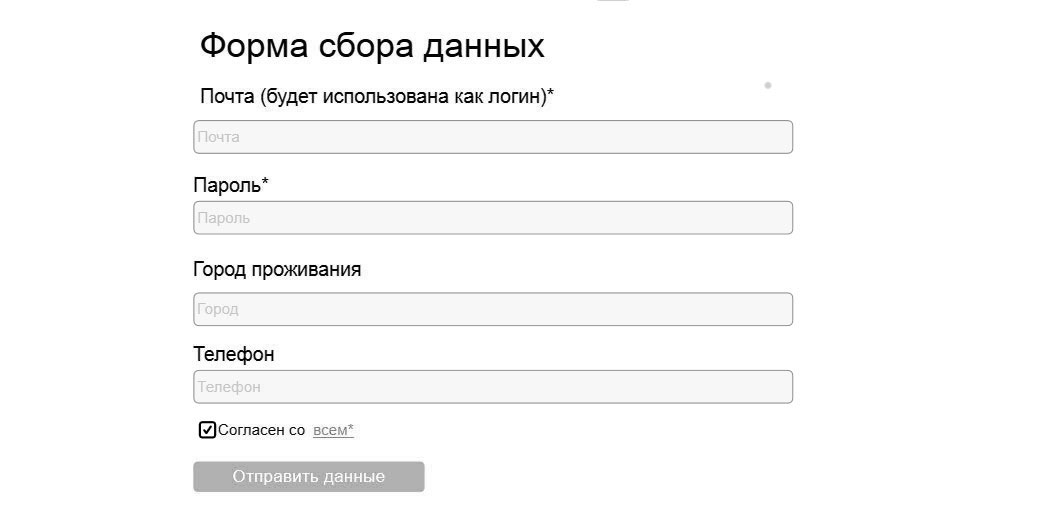 Форма сбора данных
Почта (будет использована как логин)*
Почта
Пароль*
Пароль
Город проживания
Город
Телефон
Телефон
Согласен со всем*
Отправить данные